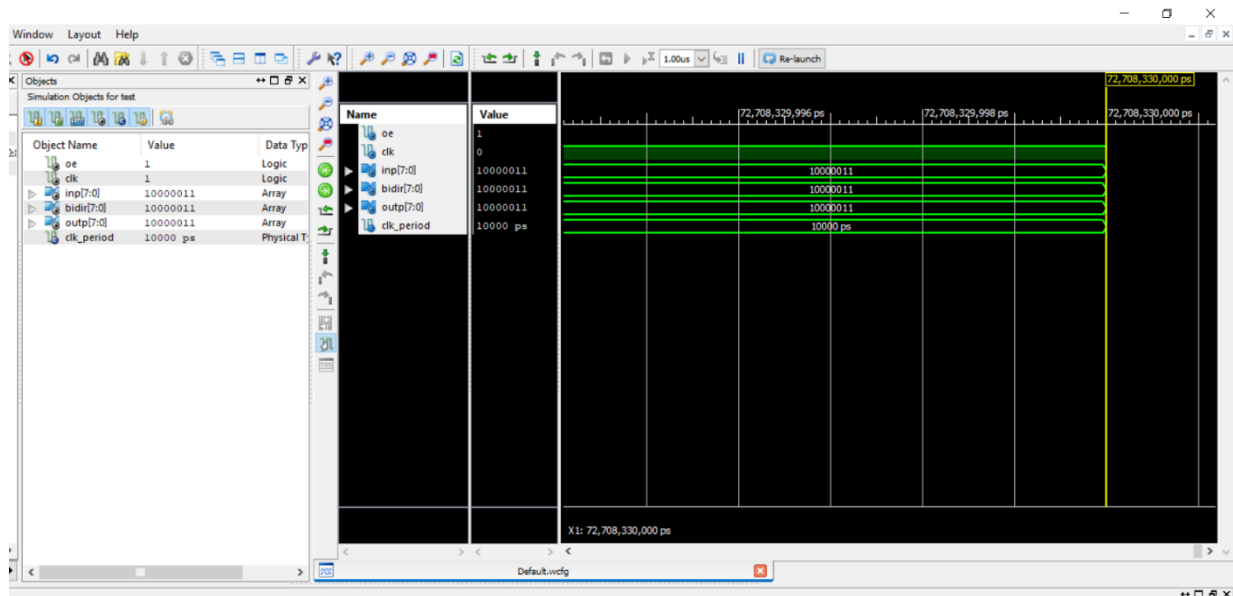 Window Layout Help
1.00us
Re-launch
Objects
Simulation Objects for test
Object Name Value Data Typ
oe 1 Logic
clk 1 Logic
inp[7:0] 10000011 Array
bidir[7:0] 10000011 Array
outp[7:0] 10000011 Array
clk_period 10000 ps Physical T
72,708,330,000 ps
Name Value
72,708,329,996 ps 72,708,329,998 ps 72,708,330,000 ps
oe 1
clk 0
inp[7:0] 10000011 10000011
bidir[7:0] 10000011 10000011
outp[7:0] 10000011 10000011
clk_period 10000 ps 10000 ps
X1: 72,708,330,000 ps
Default.wcfg